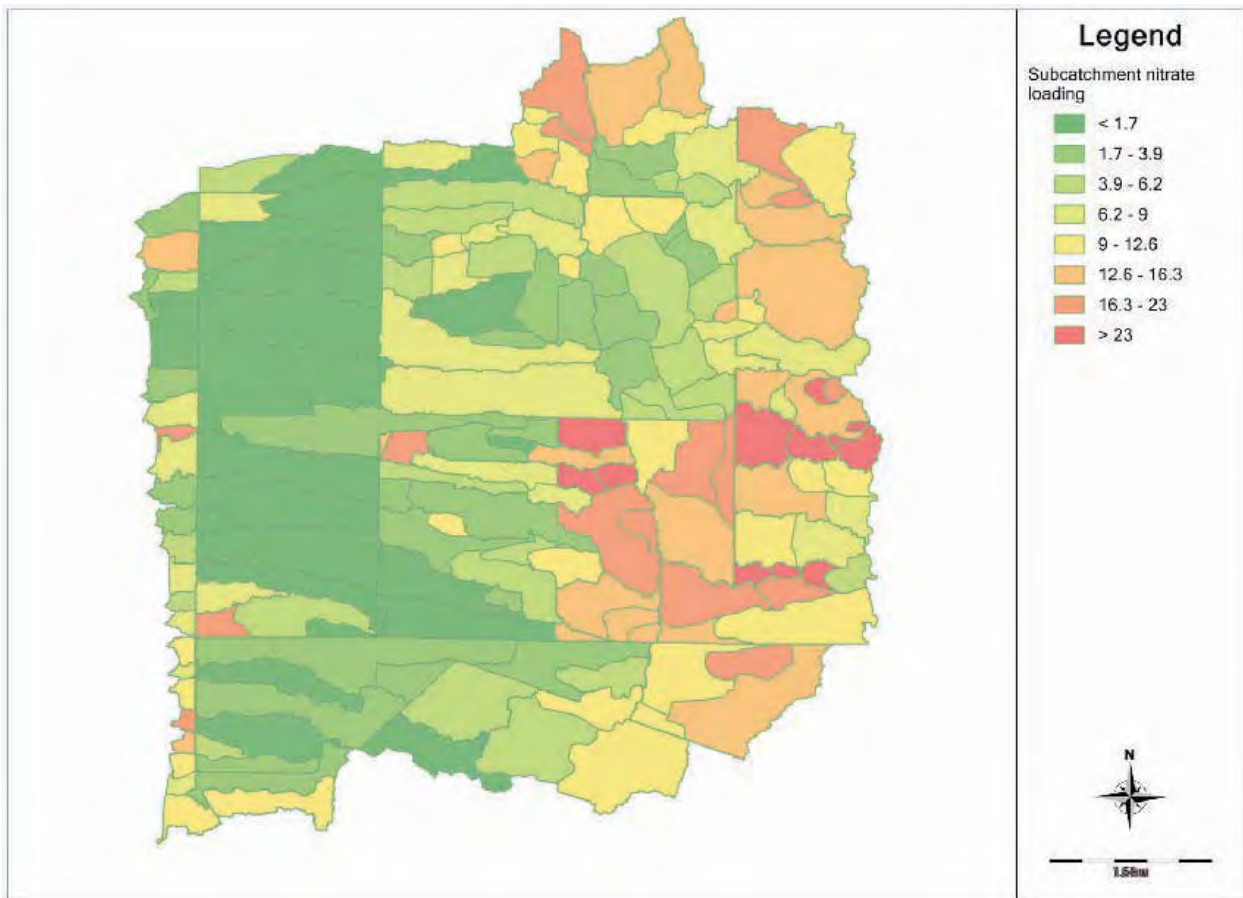 Legend
Subcatchment nitrate
loading
< 1.7
1.7 - 3.9
3.9 - 6.2
6.2 - 9
9 - 12.6
12.6 - 16.3
16.3 - 23
> 23
N